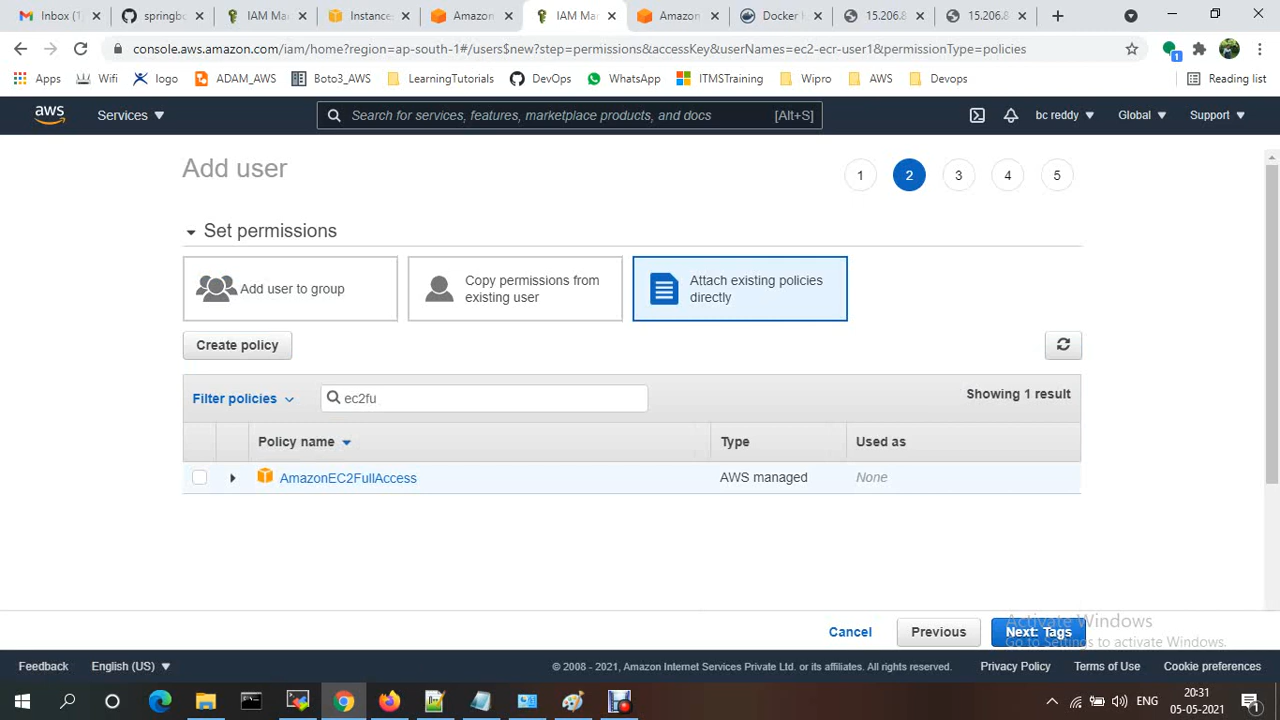 Inbox (1
springbo
IAM Ma
Instances
Amazon
IAM Ma
Amazon
Docker
15.206.8
15.206.8
console.aws.amazon.com/iam/home?region=ap-south-1#/users$new?step=permissions&accessKey&userNames=ec2-ecr-user1&permissionType=policies
1
Apps
Wifi
logo
ADAM_AWS
Boto3_AWS
LearningTutorials
DevOps
WhatsApp
ITMSTraining
Wipro
AWS
Devops
Reading list
aws
Services
Search for services, features, marketplace products, and docs [Alt+S]
bc reddy
Global
Support
Add user
1 2 3 4 5
Set permissions
Add user to group
Copy permissions from
existing user
Attach existing policies
directly
Create policy
Filter policies
ec2fu
Showing 1 result
Policy name
Type
Used as
AmazonEC2FullAccess
AWS managed
None
Cancel
Previous
Next: Tags
Activate Windows
Go to Settings to activate Windows.
Feedback
English (US)
© 2008 - 2021, Amazon Internet Services Private Ltd. or its affiliates. All rights reserved.
Privacy Policy
Terms of Use
Cookie preferences
ENG
20:31
05-05-2021
1